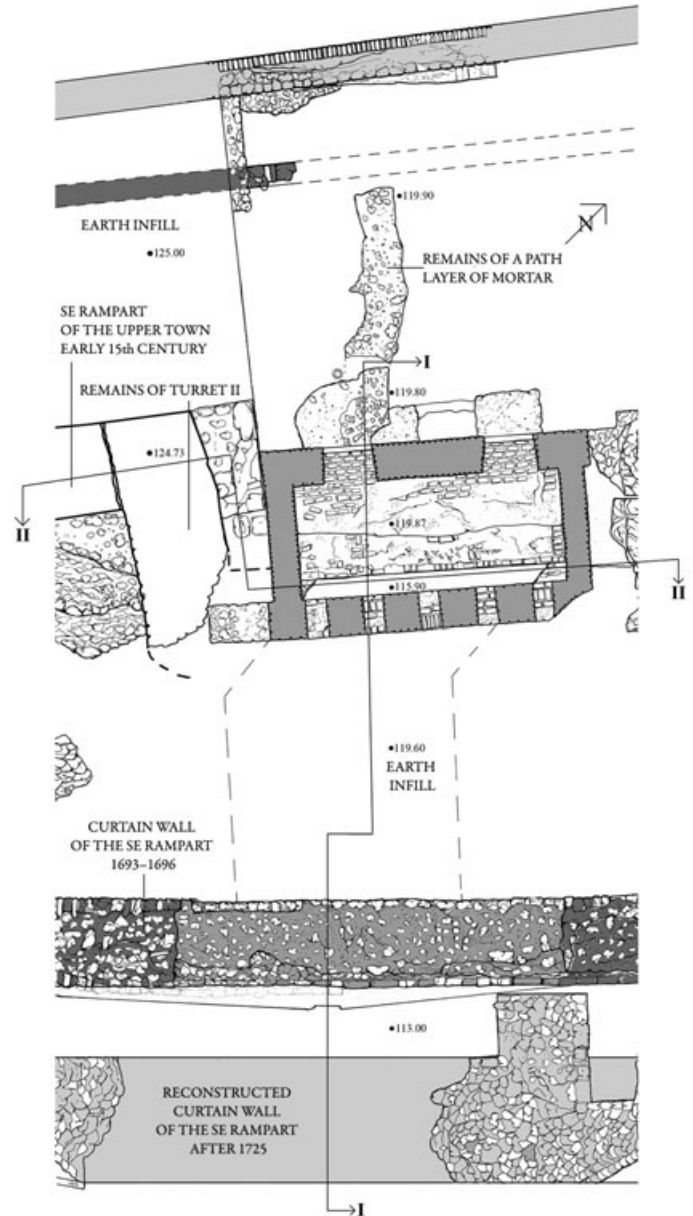 •119.90
EARTH INFILL
•125.00
N
REMAINS OF A PATH
LAYER OF MORTAR
SE RAMPART
OF THE UPPER TOWN
EARLY 15th CENTURY
I
REMAINS OF TURRET II
•119.80
•124.73
•119.87
II
•115.90
II
•119.60
EARTH
INFILL
CURTAIN WALL
OF THE SE RAMPART
1693–1696
•113.00
RECONSTRUCTED
CURTAIN WALL
OF THE SE RAMPART
AFTER 1725
I